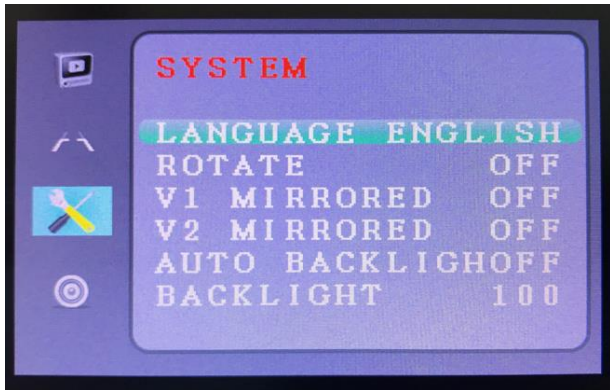 SYSTEM
LANGUAGE ENGLISH
ROTATE OFF
V1 MIRRORED OFF
V2 MIRRORED OFF
AUTO BACKLIGHOFF
BACKLIGHT 100